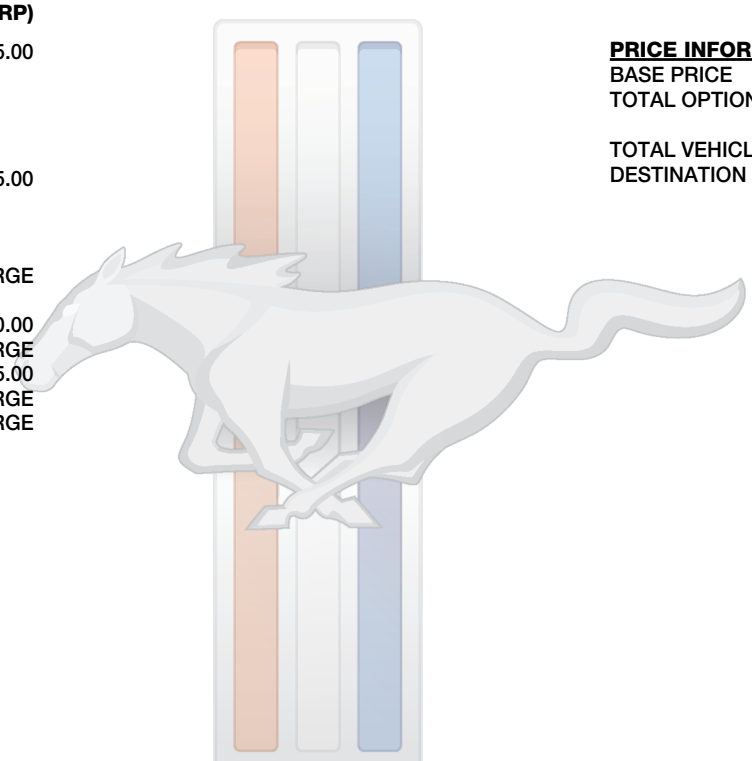 RP)
5.00
5.00
RGE
0.00
RGE
5.00
RGE
RGE
PRICE INFOR
BASE PRICE
TOTAL OPTION
TOTAL VEHICL
DESTINATION